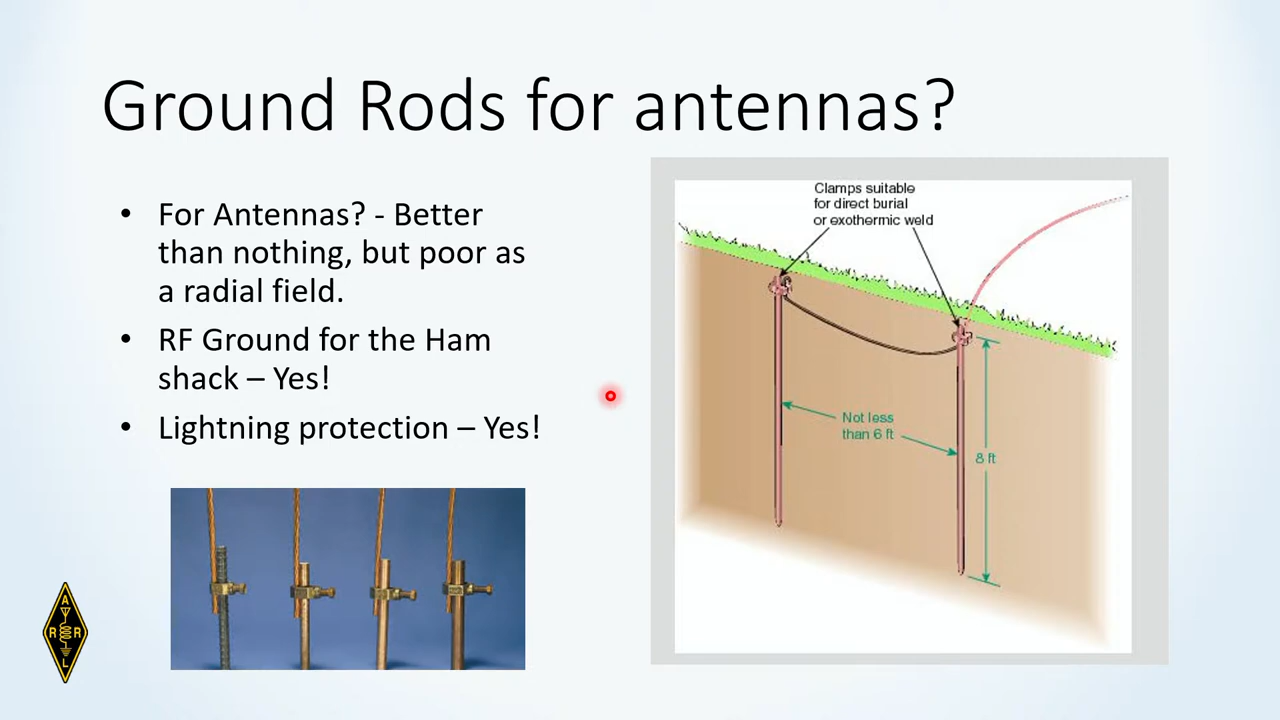 Ground Rods for antennas?
• For Antennas? - Better
than nothing, but poor as
a radial field.
• RF Ground for the Ham
shack – Yes!
• Lightning protection – Yes!
Clamps suitable
for direct burial
or exothermic weld
Not less
than 6 ft
8 ft
A
R R
L